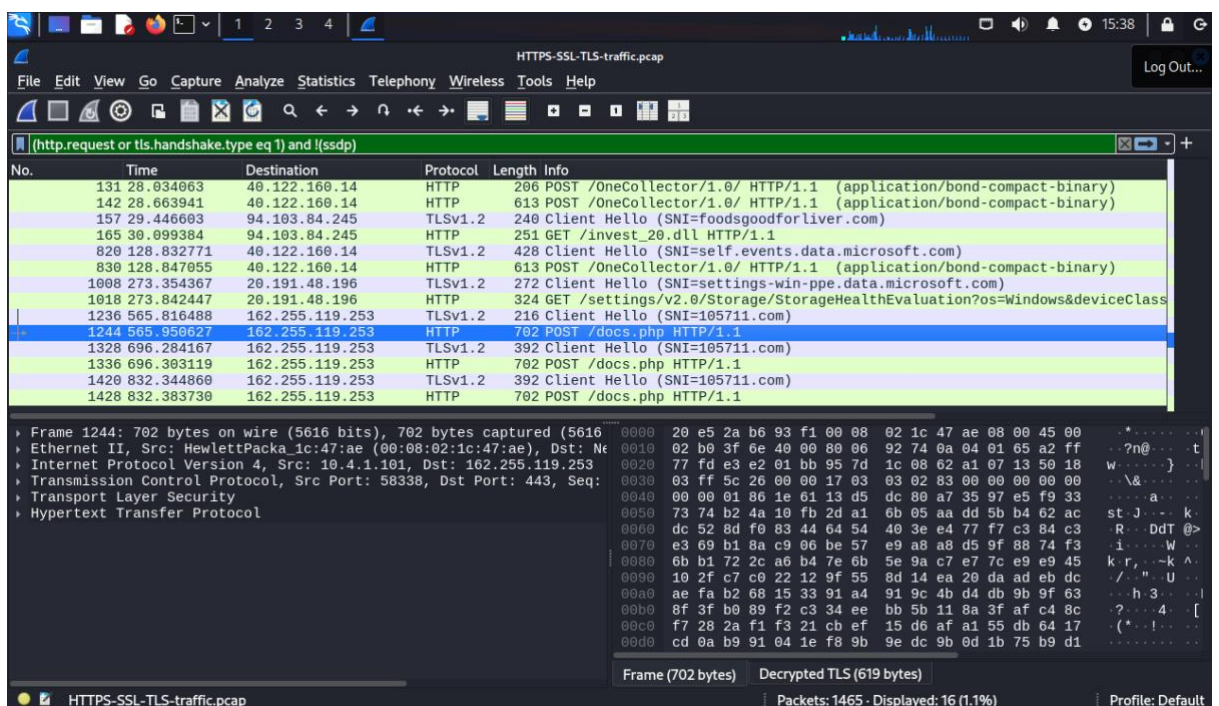 1 2 3 4 15:38
HTTPS-SSL-TLS-traffic.pcap
Log Out...
File Edit View Go Capture Analyze Statistics Telephony Wireless Tools Help
(http.request or tls.handshake.type eq 1) and !(ssdp)
No. Time Destination Protocol Length Info
131 28.034063 40.122.160.14 HTTP 206 POST /OneCollector/1.0/ HTTP/1.1 (application/bond-compact-binary)
142 28.663941 40.122.160.14 HTTP 613 POST /OneCollector/1.0/ HTTP/1.1 (application/bond-compact-binary)
157 29.446603 94.103.84.245 TLSv1.2 240 Client Hello (SNI=foodsgoodforliver.com)
165 30.099384 94.103.84.245 HTTP 251 GET /invest_20.dll HTTP/1.1
820 128.832771 40.122.160.14 TLSv1.2 428 Client Hello (SNI=self.events.data.microsoft.com)
830 128.847055 40.122.160.14 HTTP 613 POST /OneCollector/1.0/ HTTP/1.1 (application/bond-compact-binary)
1008 273.354367 20.191.48.196 TLSv1.2 272 Client Hello (SNI=settings-win-ppe.data.microsoft.com)
1018 273.842447 20.191.48.196 HTTP 324 GET /settings/v2.0/Storage/StorageHealthEvaluation?os=Windows&deviceClass
1236 565.816488 162.255.119.253 TLSv1.2 216 Client Hello (SNI=105711.com)
1244 565.950627 162.255.119.253 HTTP 702 POST /docs.php HTTP/1.1
1328 696.284167 162.255.119.253 TLSv1.2 392 Client Hello (SNI=105711.com)
1336 696.303119 162.255.119.253 HTTP 702 POST /docs.php HTTP/1.1
1420 832.344860 162.255.119.253 TLSv1.2 392 Client Hello (SNI=105711.com)
1428 832.383730 162.255.119.253 HTTP 702 POST /docs.php HTTP/1.1
Frame 1244: 702 bytes on wire (5616 bits), 702 bytes captured (5616
Ethernet II, Src: HewlettPacka_1c:47:ae (00:08:02:1c:47:ae), Dst: Ne
Internet Protocol Version 4, Src: 10.4.1.101, Dst: 162.255.119.253
Transmission Control Protocol, Src Port: 58338, Dst Port: 443, Seq:
Transport Layer Security
Hypertext Transfer Protocol
0000 20 e5 2a b6 93 f1 00 08 02 1c 47 ae 08 00 45 00
0010 02 b0 3f 6e 40 00 80 06 92 74 0a 04 01 65 a2 ff
0020 77 fd e3 e2 01 bb 95 7d 1c 08 62 a1 07 13 50 18
0030 03 ff 5c 26 00 00 17 03 03 02 83 00 00 00 00 00
0040 00 00 01 86 1e 61 13 d5 dc 80 a7 35 97 e5 f9 33
0050 73 74 b2 4a 10 fb 2d a1 6b 05 aa dd 5b b4 62 ac
0060 dc 52 8d f0 83 44 64 54 40 3e e4 77 f7 c3 84 c3
0070 e3 69 b1 8a c9 06 be 57 e9 a8 a8 d5 9f 88 74 f3
0080 6b b1 72 2c a6 b4 7e 6b 5e 9a c7 e7 7c e9 e9 45
0090 10 2f c7 c0 22 12 9f 55 8d 14 ea 20 da ad eb dc
00a0 ae fa b2 68 15 33 91 a4 91 9c 4b d4 db 9b 9f 63
00b0 8f 3f b0 89 f2 c3 34 ee bb 5b 11 8a 3f af c4 8c
00c0 f7 28 2a f1 f3 21 cb ef 15 d6 af a1 55 db 64 17
00d0 cd 0a b9 91 04 1e f8 9b 9e dc 9b 0d 1b 75 b9 d1
Frame (702 bytes) Decrypted TLS (619 bytes)
HTTPS-SSL-TLS-traffic.pcap Packets: 1465 · Displayed: 16 (1.1%) Profile: Default